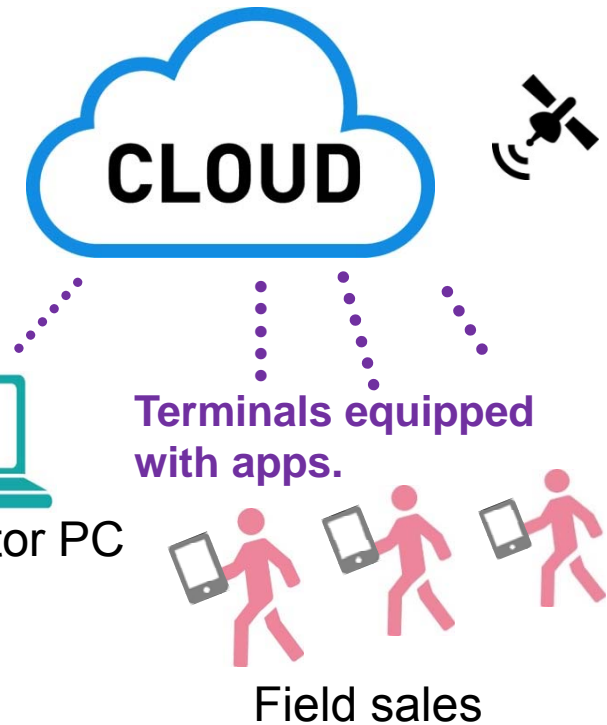 CLOUD
Terminals equipped
with apps.
tor PC
Field sales